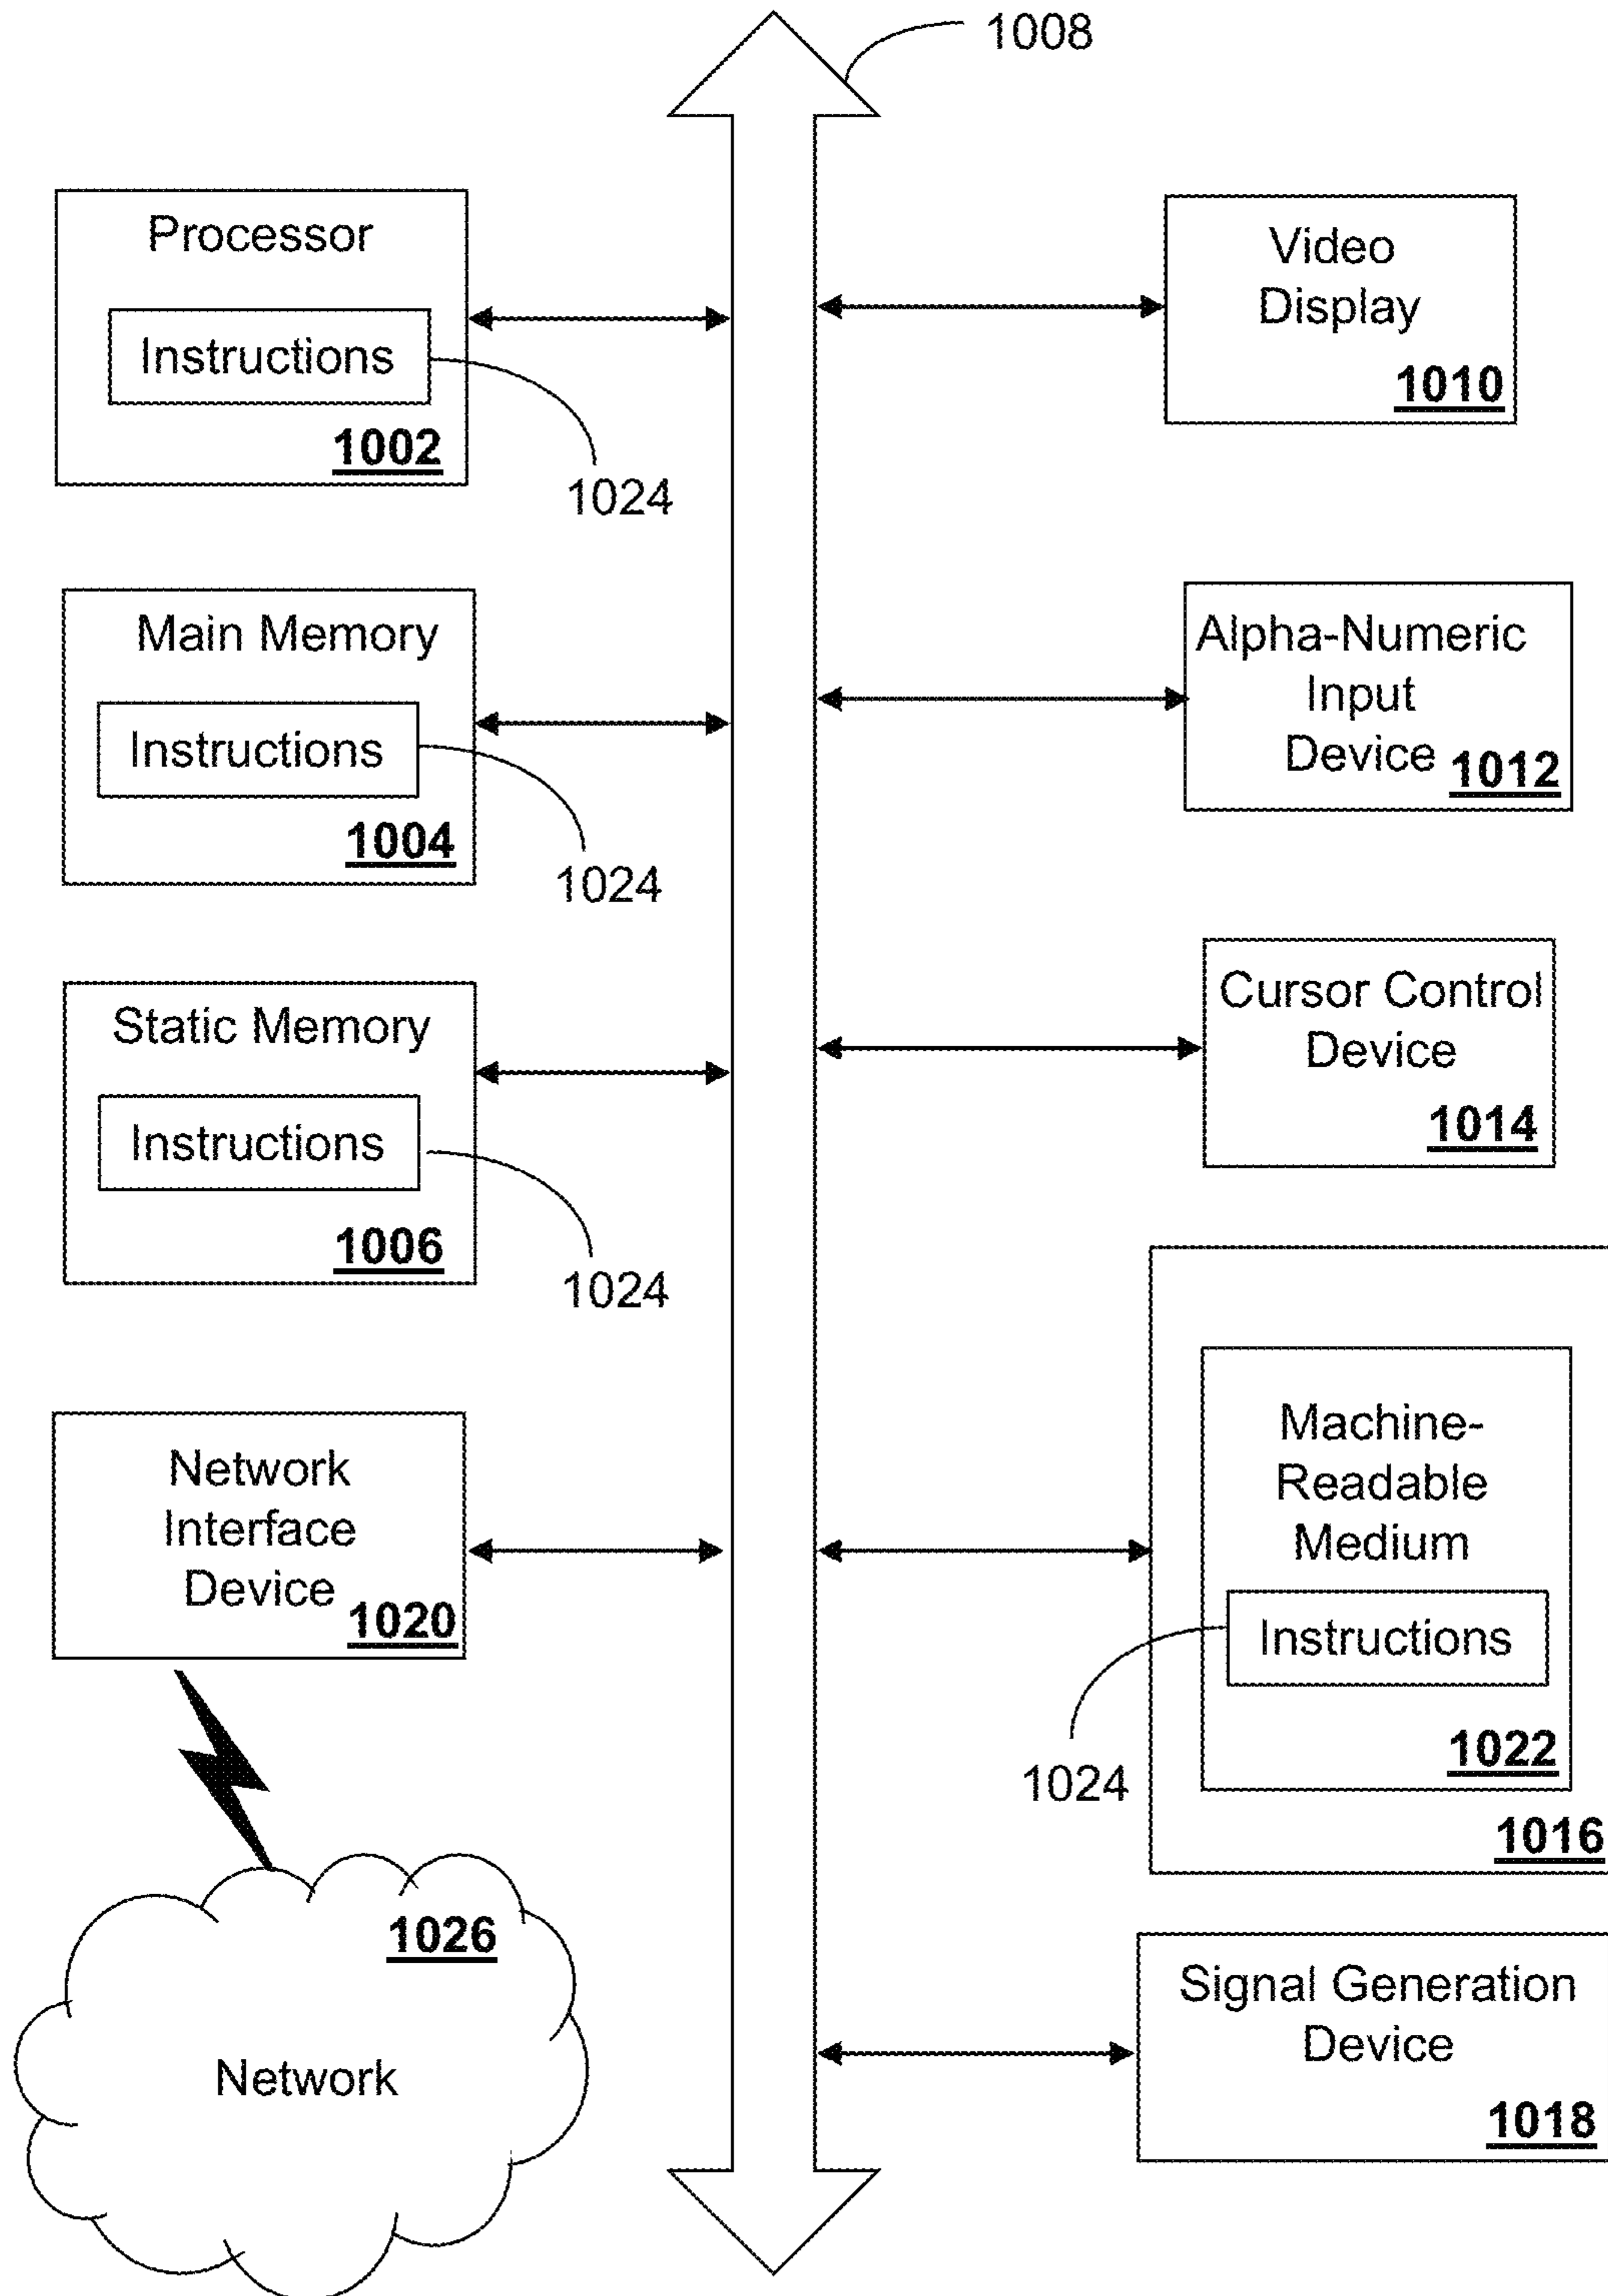 1008
Processor
Instructions
1002
1024
Main Memory
Instructions
1004
1024
Static Memory
Instructions
1006
1024
Network
Interface
Device
1020
1026
Network
Video
Display
1010
Alpha-Numeric
Input
Device
1012
Cursor Control
Device
1014
Machine-
Readable
Medium
Instructions
1024
1022
1016
Signal Generation
Device
1018